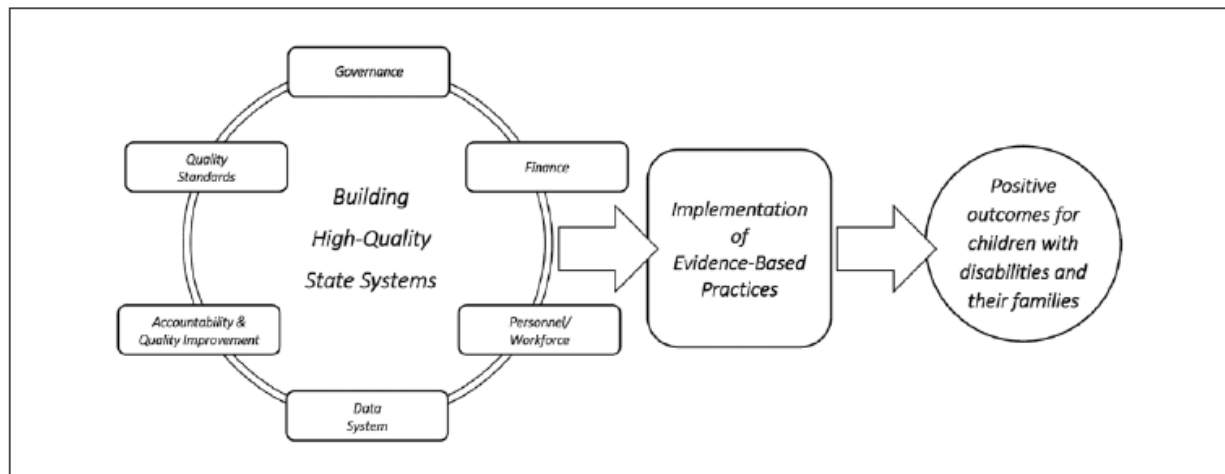 Governance
Quality
Standards
Finance
Building
High-Quality
State Systems
Accountability &
Quality Improvement
Personnel/
Workforce
Data
System
Implementation
of
Evidence-Based
Practices
Positive
outcomes for
children with
disabilities and
their families